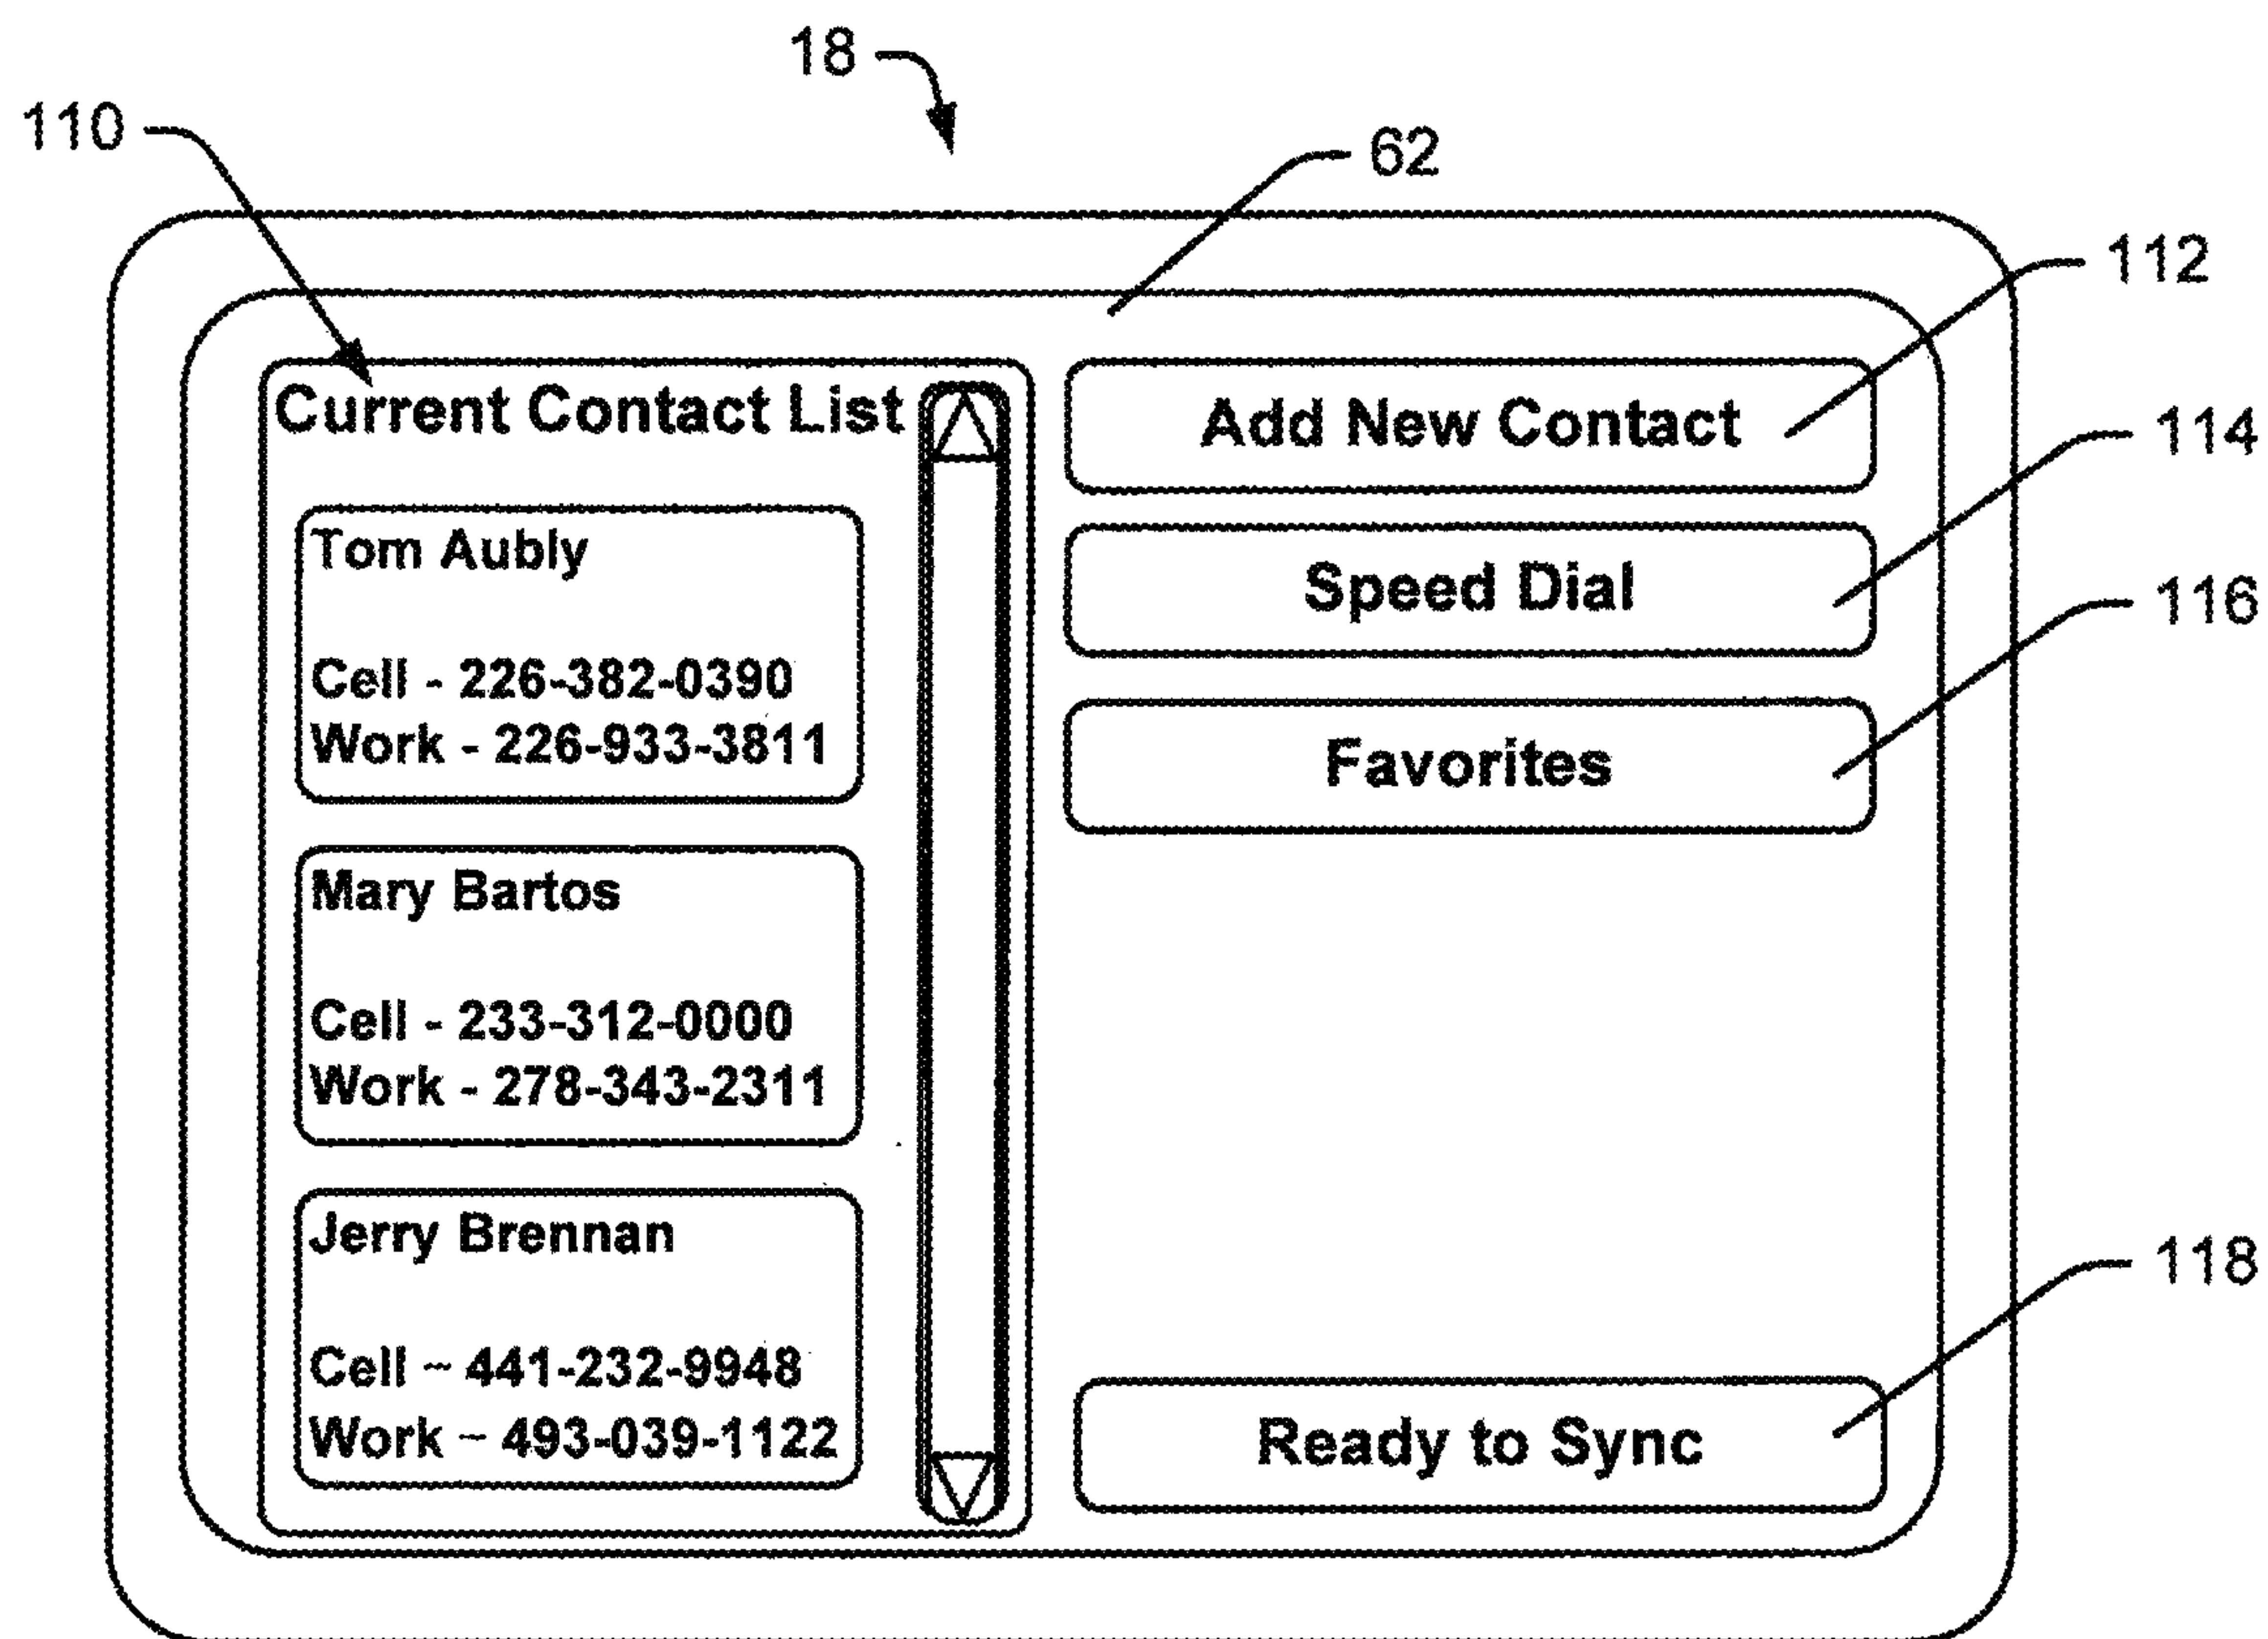 18
110
62
112
Current Contact List
Add New Contact
114
Tom Aubly
Speed Dial
116
Cell - 226-382-0390
Work - 226-933-3811
Favorites
Mary Bartos
Cell - 233-312-0000
Work - 278-343-2311
Jerry Brennan
118
Cell - 441-232-9948
Work - 493-039-1122
Ready to Sync